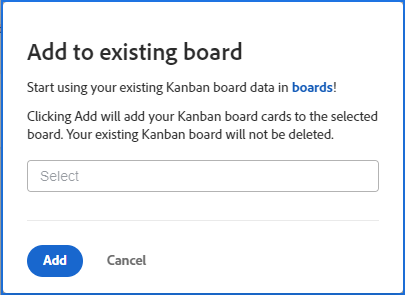 Add to existing board
Start using your existing Kanban board data in boards!
Clicking Add will add your Kanban board cards to the selected
board. Your existing Kanban board will not be deleted.
Select
Add Cancel